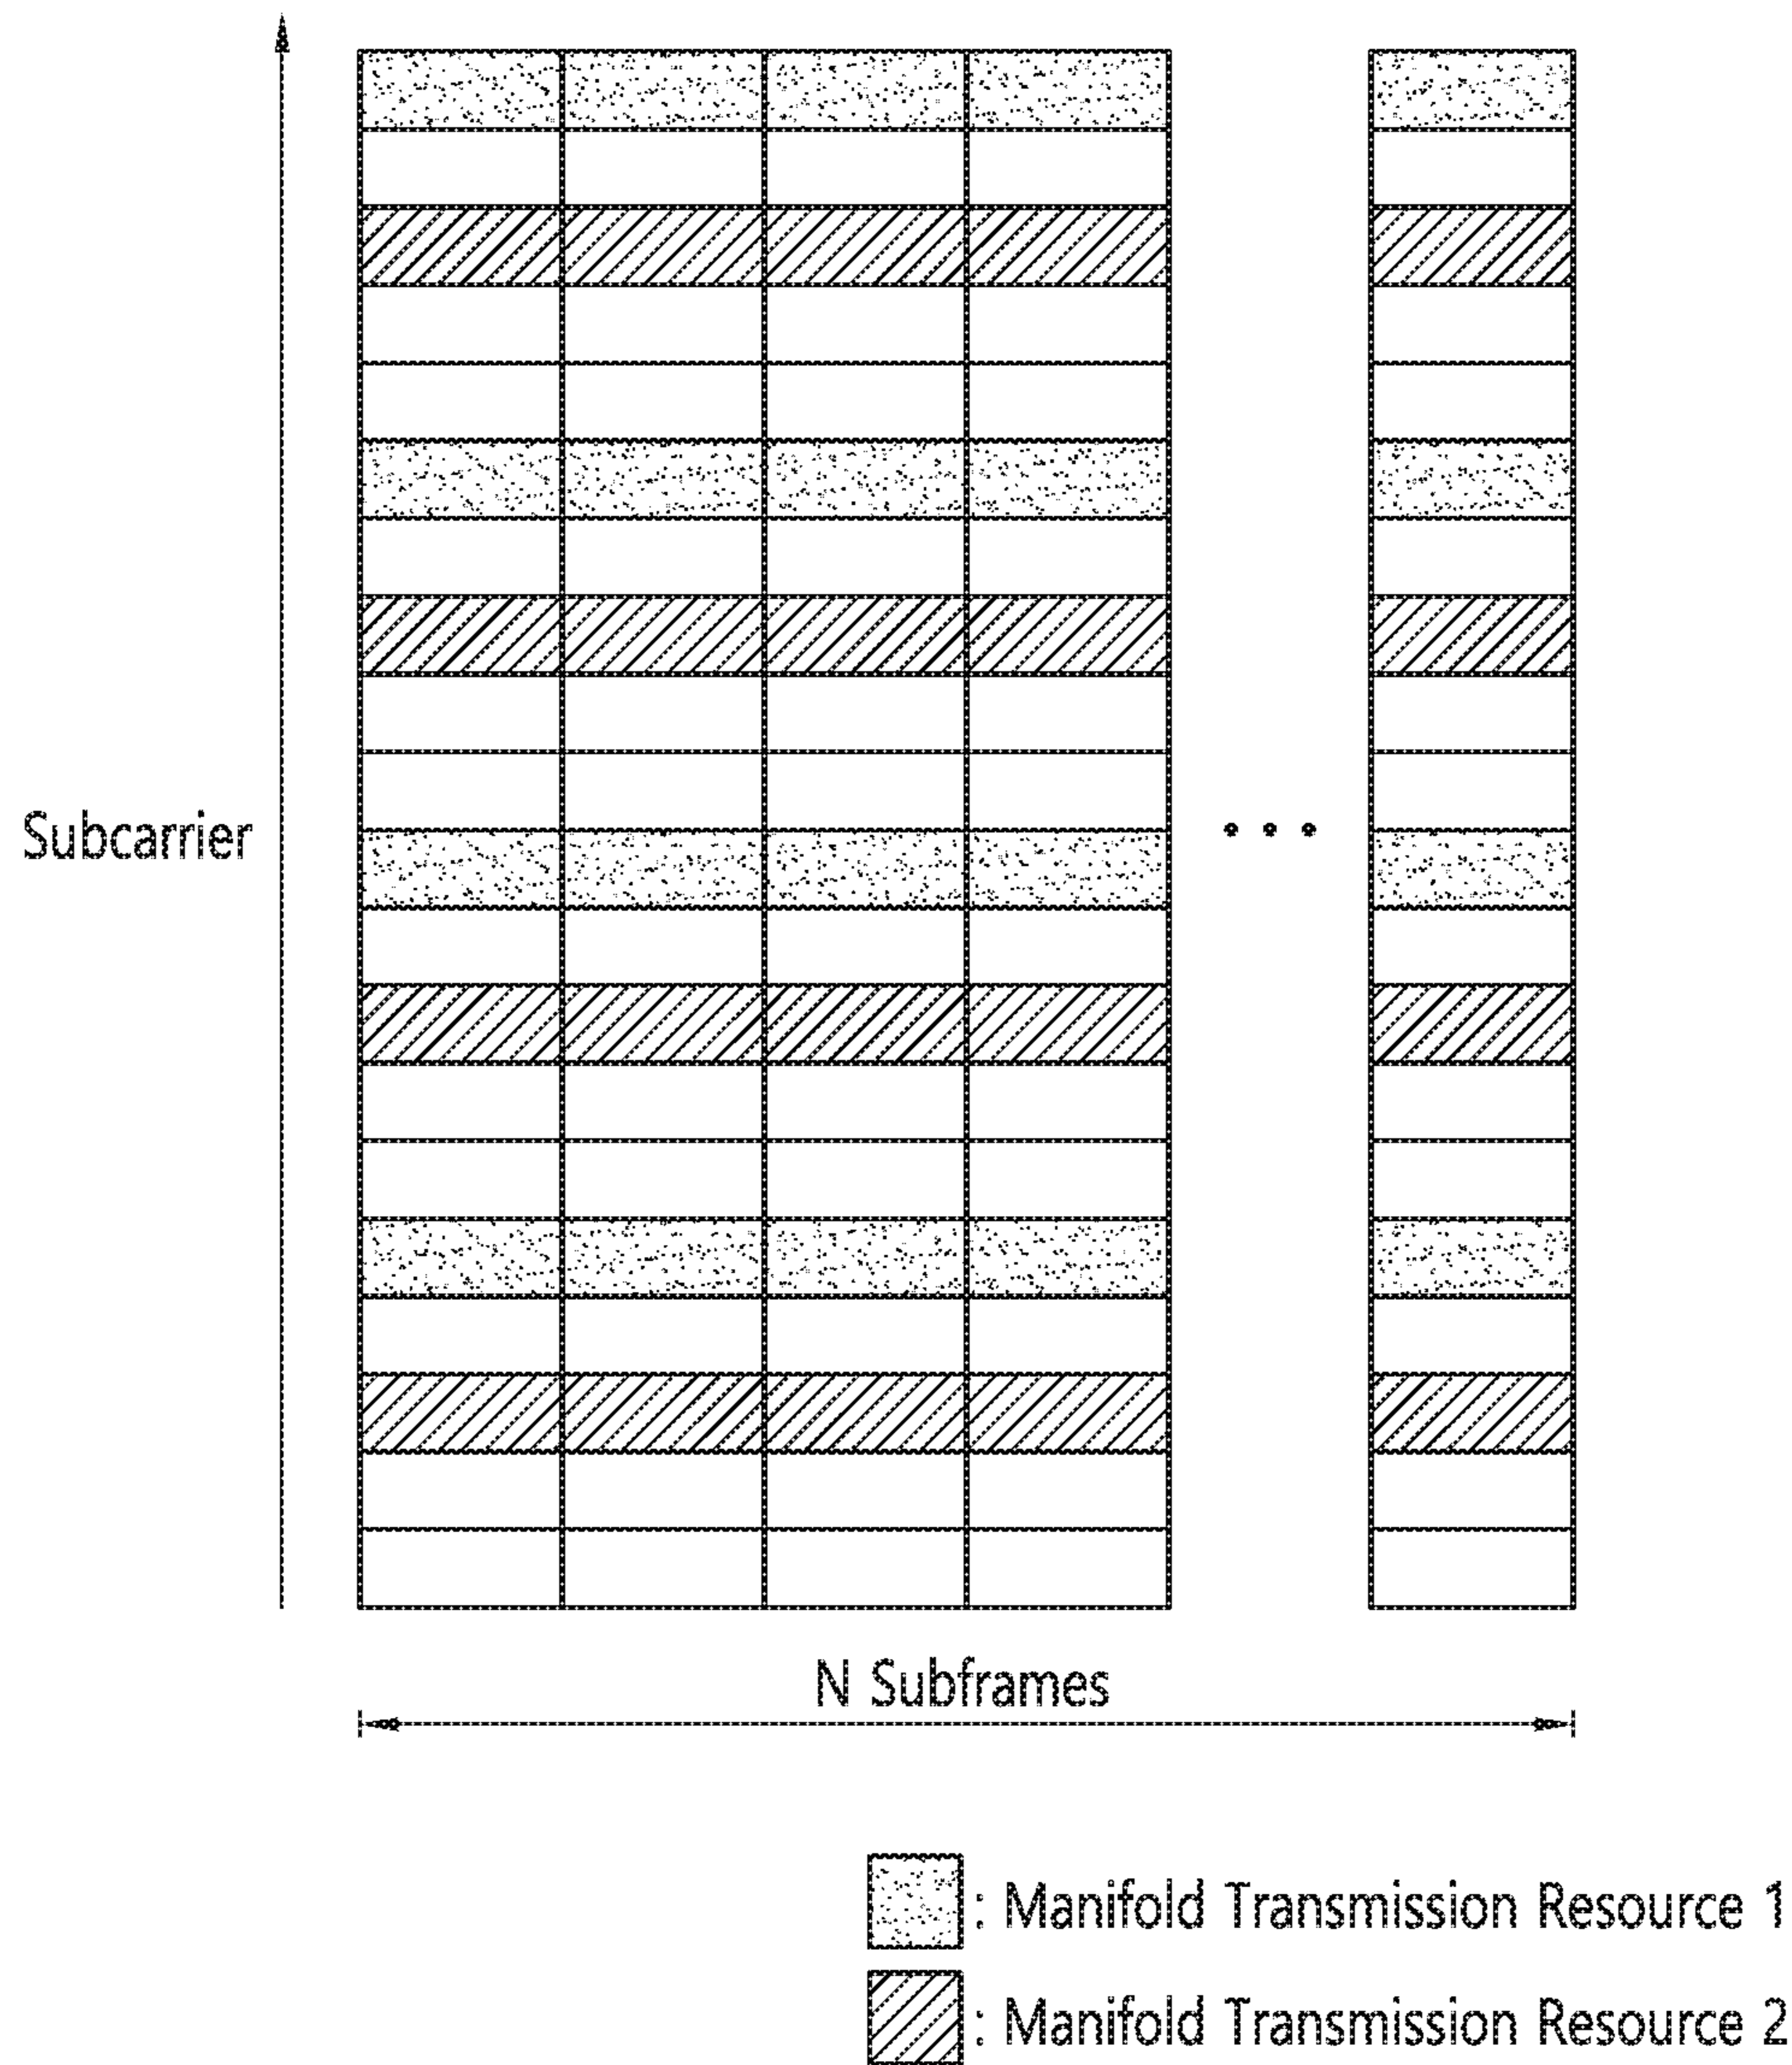 Subcarrier
N Subframes
: Manifold Transmission Resource 1
: Manifold Transmission Resource 2